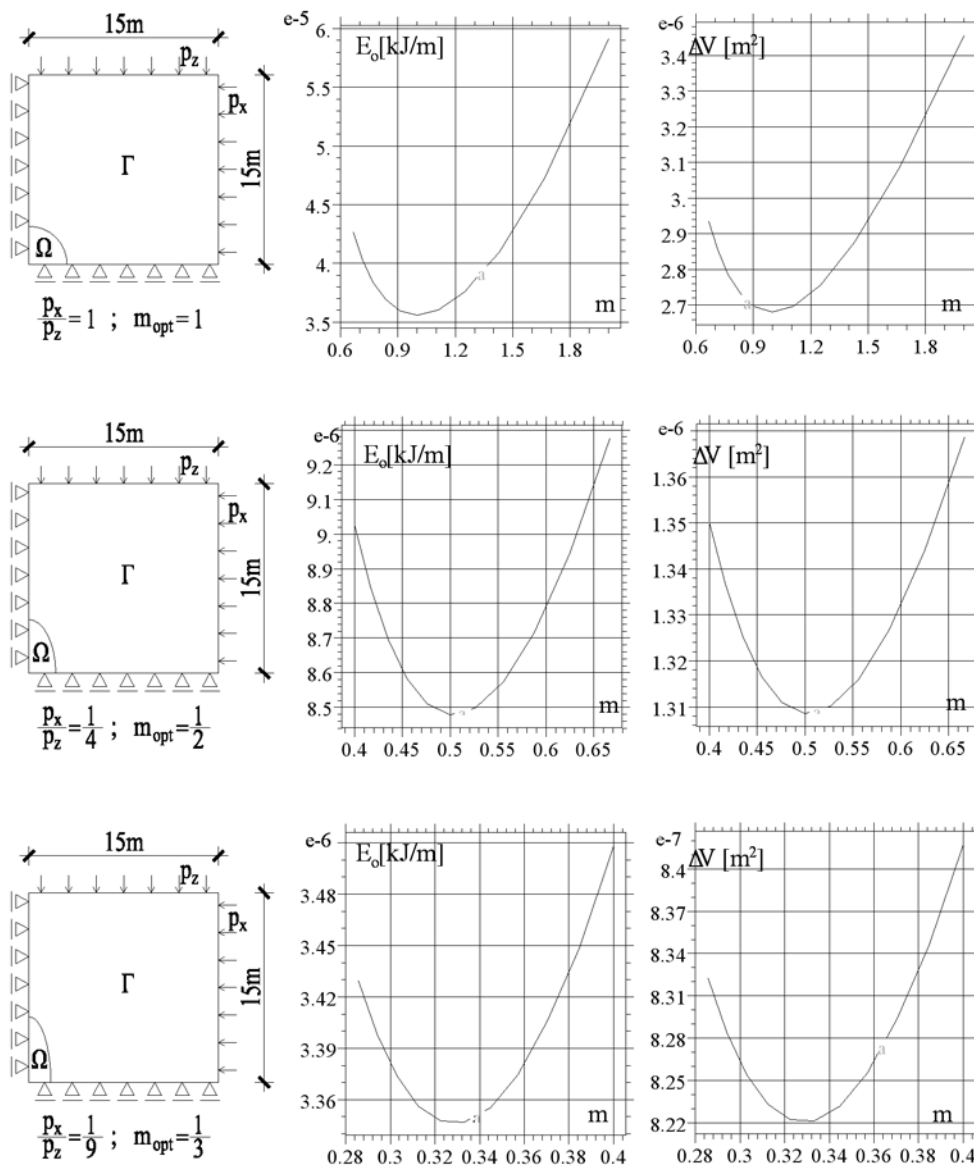 15m
p_z
p_x
Γ
15m
Ω
p_x/p_z=1 ; m_opt=1
e-5
E_o[kJ/m]
6.
5.5
5.
4.5
4.
3.5
a
m
0.6 0.9 1.2 1.5 1.8
e-6
ΔV [m²]
3.4
3.3
3.2
3.1
3.
2.9
2.8
2.7
a
m
0.6 0.9 1.2 1.5 1.8
15m
p_z
p_x
Γ
15m
Ω
p_x/p_z=1/4 ; m_opt=1/2
e-6
E_o[kJ/m]
9.2
9.1
9.
8.9
8.8
8.7
8.6
8.5
a
m
0.4 0.45 0.5 0.55 0.6 0.65
e-6
ΔV [m²]
1.36
1.35
1.34
1.33
1.32
1.31
a
m
0.4 0.45 0.5 0.55 0.6 0.65
15m
p_z
p_x
Γ
15m
Ω
p_x/p_z=1/9 ; m_opt=1/3
e-6
E_o[kJ/m]
3.48
3.45
3.42
3.39
3.36
a
m
0.28 0.3 0.32 0.34 0.36 0.38 0.4
e-7
ΔV [m²]
8.4
8.37
8.34
8.31
8.28
8.25
8.22
a
m
0.28 0.3 0.32 0.34 0.36 0.38 0.4